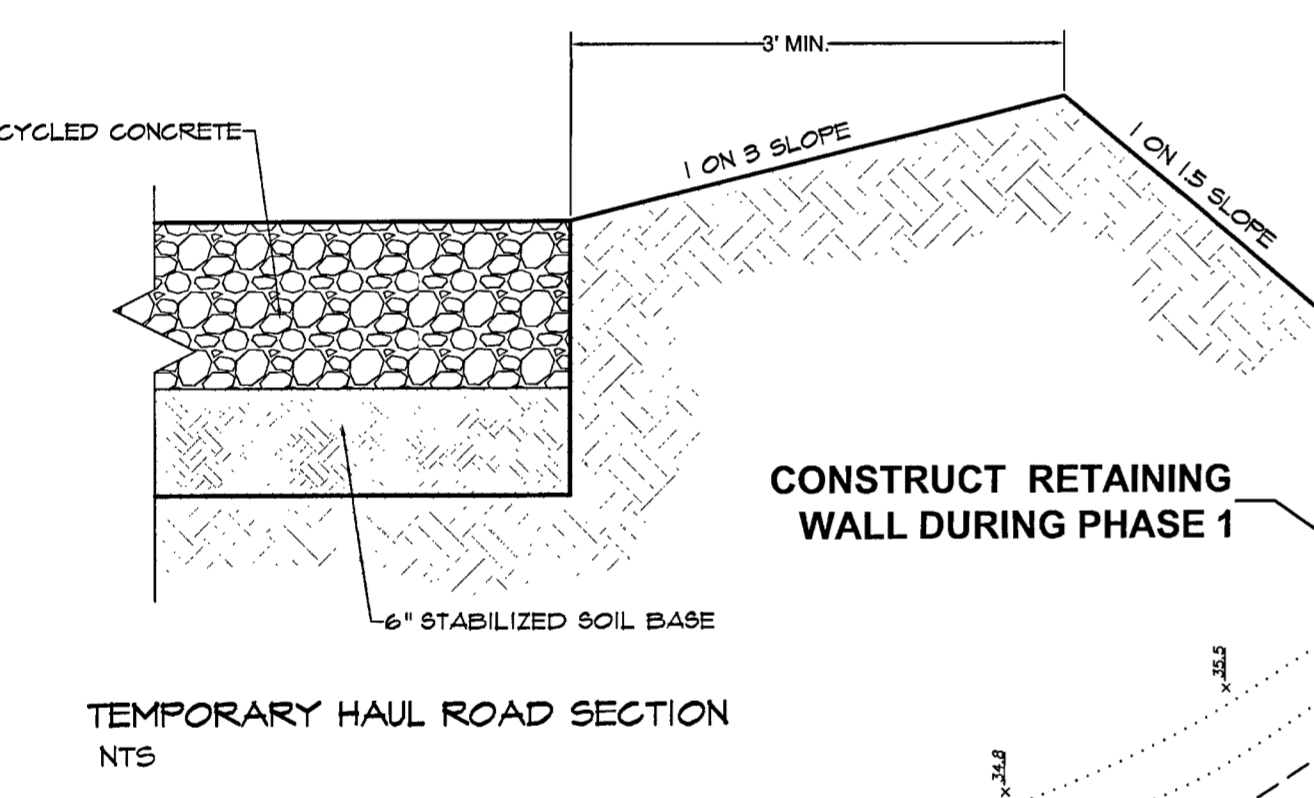 3' MIN.
CYCLED CONCRETE
1 ON 3 SLOPE
1 ON 1.5 SLOPE
CONSTRUCT RETAINING
WALL DURING PHASE 1
6" STABILIZED SOIL BASE
35.5
TEMPORARY HAUL ROAD SECTION
NTS
34.8